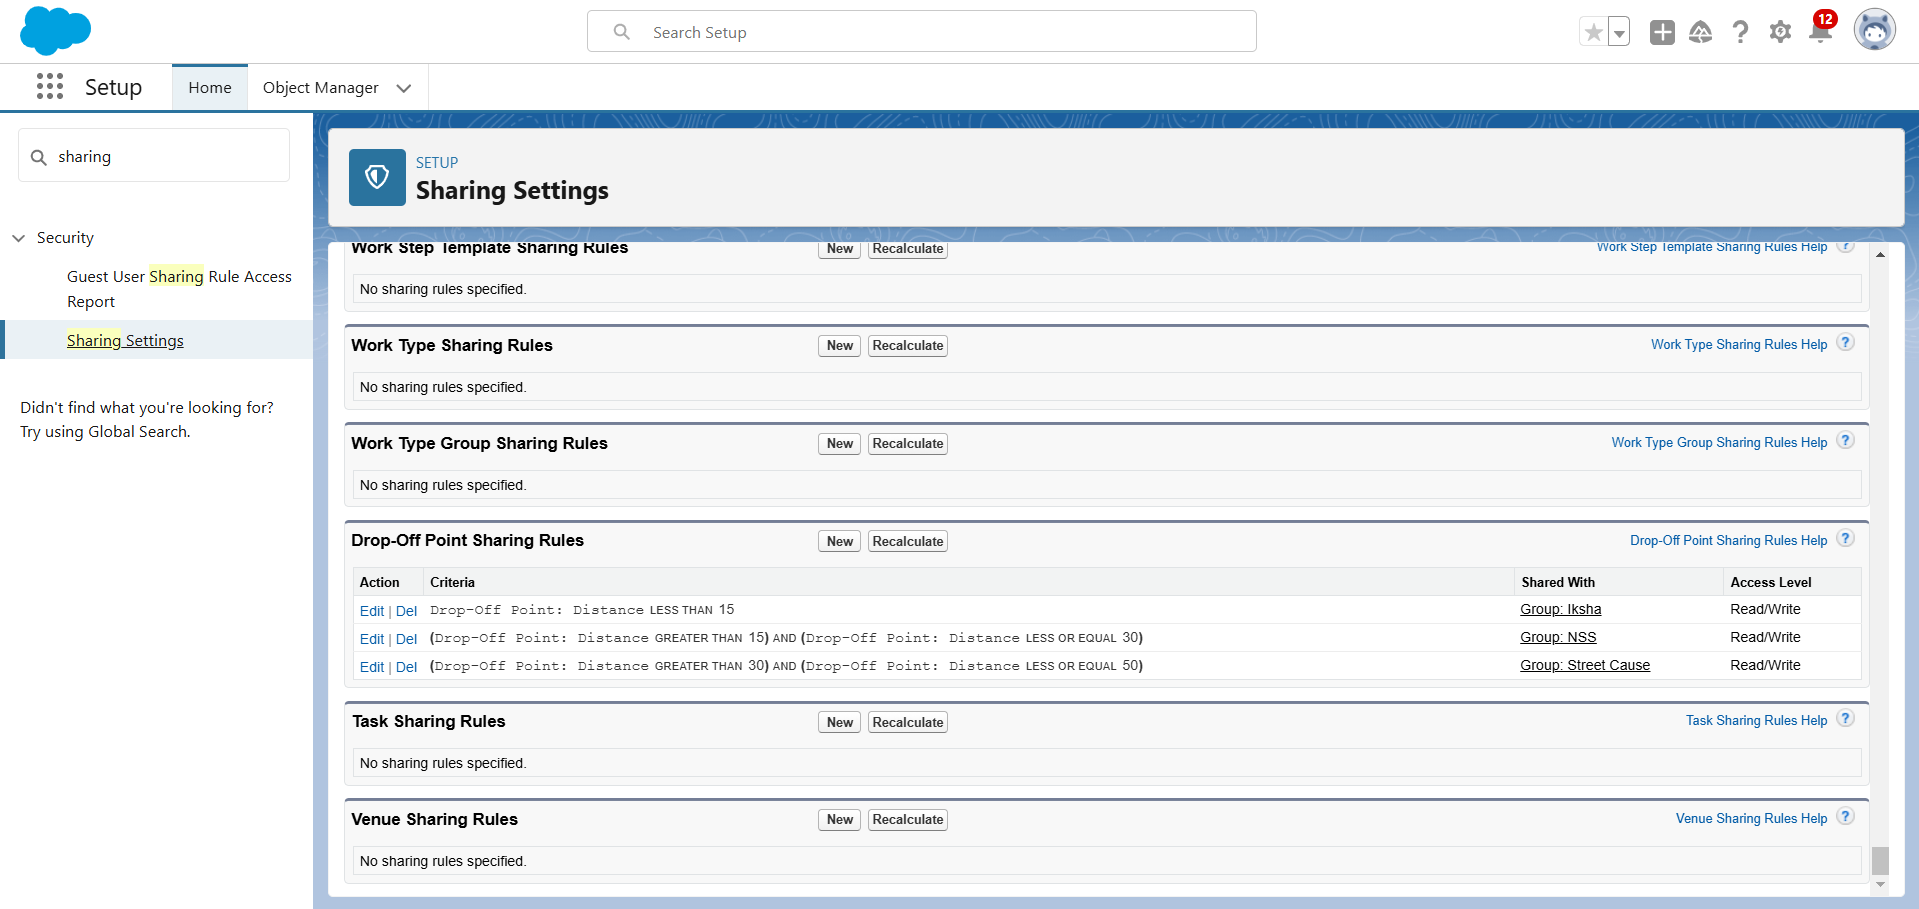 Search Setup
12
Setup
Home
Object Manager
sharing
Security
Guest User Sharing Rule Access
Report
Sharing Settings
Didn't find what you're looking for?
Try using Global Search.
SETUP
Sharing Settings
Work Step Template Sharing Rules New Recalculate Work Step Template Sharing Rules Help ?
No sharing rules specified.
Work Type Sharing Rules New Recalculate Work Type Sharing Rules Help ?
No sharing rules specified.
Work Type Group Sharing Rules New Recalculate Work Type Group Sharing Rules Help ?
No sharing rules specified.
Drop-Off Point Sharing Rules New Recalculate Drop-Off Point Sharing Rules Help ?
Action Criteria Shared With Access Level
Edit | Del Drop-Off Point: Distance LESS THAN 15 Group: Iksha Read/Write
Edit | Del (Drop-Off Point: Distance GREATER THAN 15) AND (Drop-Off Point: Distance LESS OR EQUAL 30) Group: NSS Read/Write
Edit | Del (Drop-Off Point: Distance GREATER THAN 30) AND (Drop-Off Point: Distance LESS OR EQUAL 50) Group: Street Cause Read/Write
Task Sharing Rules New Recalculate Task Sharing Rules Help ?
No sharing rules specified.
Venue Sharing Rules New Recalculate Venue Sharing Rules Help ?
No sharing rules specified.